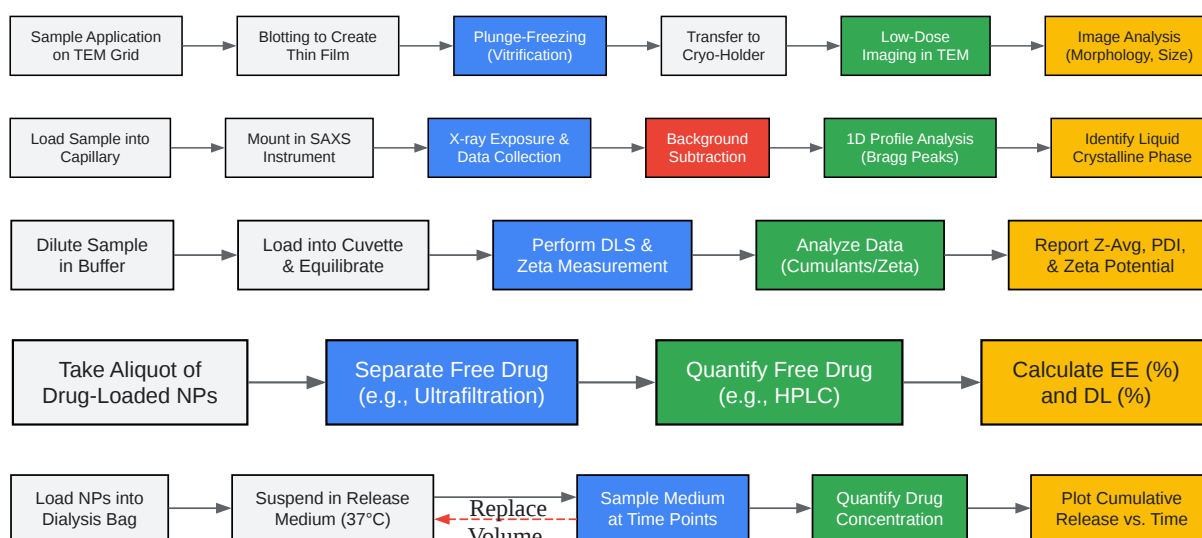 Sample Application
on TEM Grid
Blotting to Create
Thin Film
Plunge-Freezing
(Vitrification)
Transfer to
Cryo-Holder
Low-Dose
Imaging in TEM
Image Analysis
(Morphology, Size)
Load Sample into
Capillary
Mount in SAXS
Instrument
X-ray Exposure &
Data Collection
Background
Subtraction
1D Profile Analysis
(Bragg Peaks)
Identify Liquid
Crystalline Phase
Dilute Sample
in Buffer
Load into Cuvette
& Equilibrate
Perform DLS &
Zeta Measurement
Analyze Data
(Cumulants/Zeta)
Report Z-Avg, PDI,
& Zeta Potential
Take Aliquot of
Drug-Loaded NPs
Separate Free Drug
(e.g., Ultrafiltration)
Quantify Free Drug
(e.g., HPLC)
Calculate EE (%)
and DL (%)
Load NPs into
Dialysis Bag
Suspend in Release
Medium (37°C)
Replace
Volume
Sample Medium
at Time Points
Quantify Drug
Concentration
Plot Cumulative
Release vs. Time